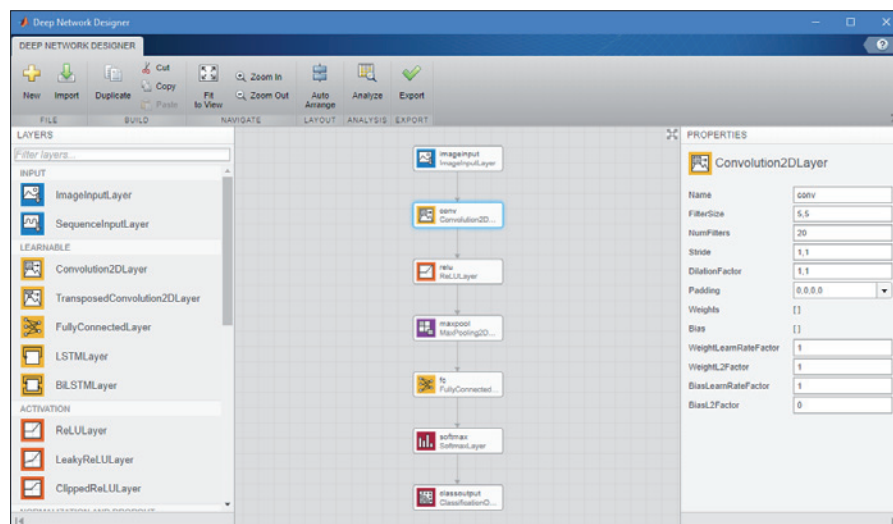 Deep Network Designer
DEEP NETWORK DESIGNER
New
Import
Duplicate
Cut
Copy
Paste
Fit
to View
Zoom In
Zoom Out
Auto
Arrange
Analyze
Export
FILE
BUILD
NAVIGATE
LAYOUT
ANALYSIS
EXPORT
LAYERS
Filter layers...
INPUT
ImageInputLayer
SequenceInputLayer
LEARNABLE
Convolution2DLayer
TransposedConvolution2DLayer
FullyConnectedLayer
LSTMLayer
BiLSTMLayer
ACTIVATION
ReLULayer
LeakyReLULayer
ClippedReLULayer
NORMALIZATION AND DROPOUT
imageinput
ImageInputLayer
conv
Convolution2D...
relu
ReLULayer
maxpool
MaxPooling2D...
fc
FullyConnected...
softmax
SoftmaxLayer
classoutput
ClassificationO...
PROPERTIES
Convolution2DLayer
Name conv
FilterSize 5,5
NumFilters 20
Stride 1,1
DilationFactor 1,1
Padding 0,0,0,0
Weights []
Bias []
WeightLearnRateFactor 1
WeightL2Factor 1
BiasLearnRateFactor 1
BiasL2Factor 0